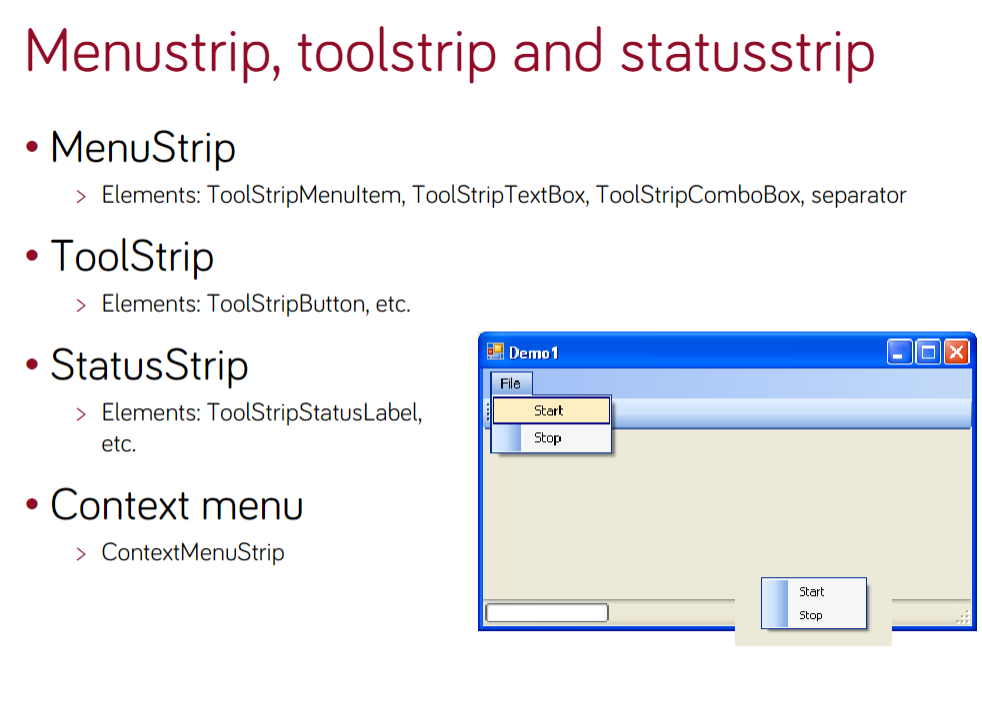 Menustrip, toolstrip and statusstrip
• MenuStrip
> Elements: ToolStripMenuItem, ToolStripTextBox, ToolStripComboBox, separator
• ToolStrip
> Elements: ToolStripButton, etc.
• StatusStrip
> Elements: ToolStripStatusLabel,
etc.
• Context menu
> ContextMenuStrip
Demo1
File
Start
Stop
Start
Stop